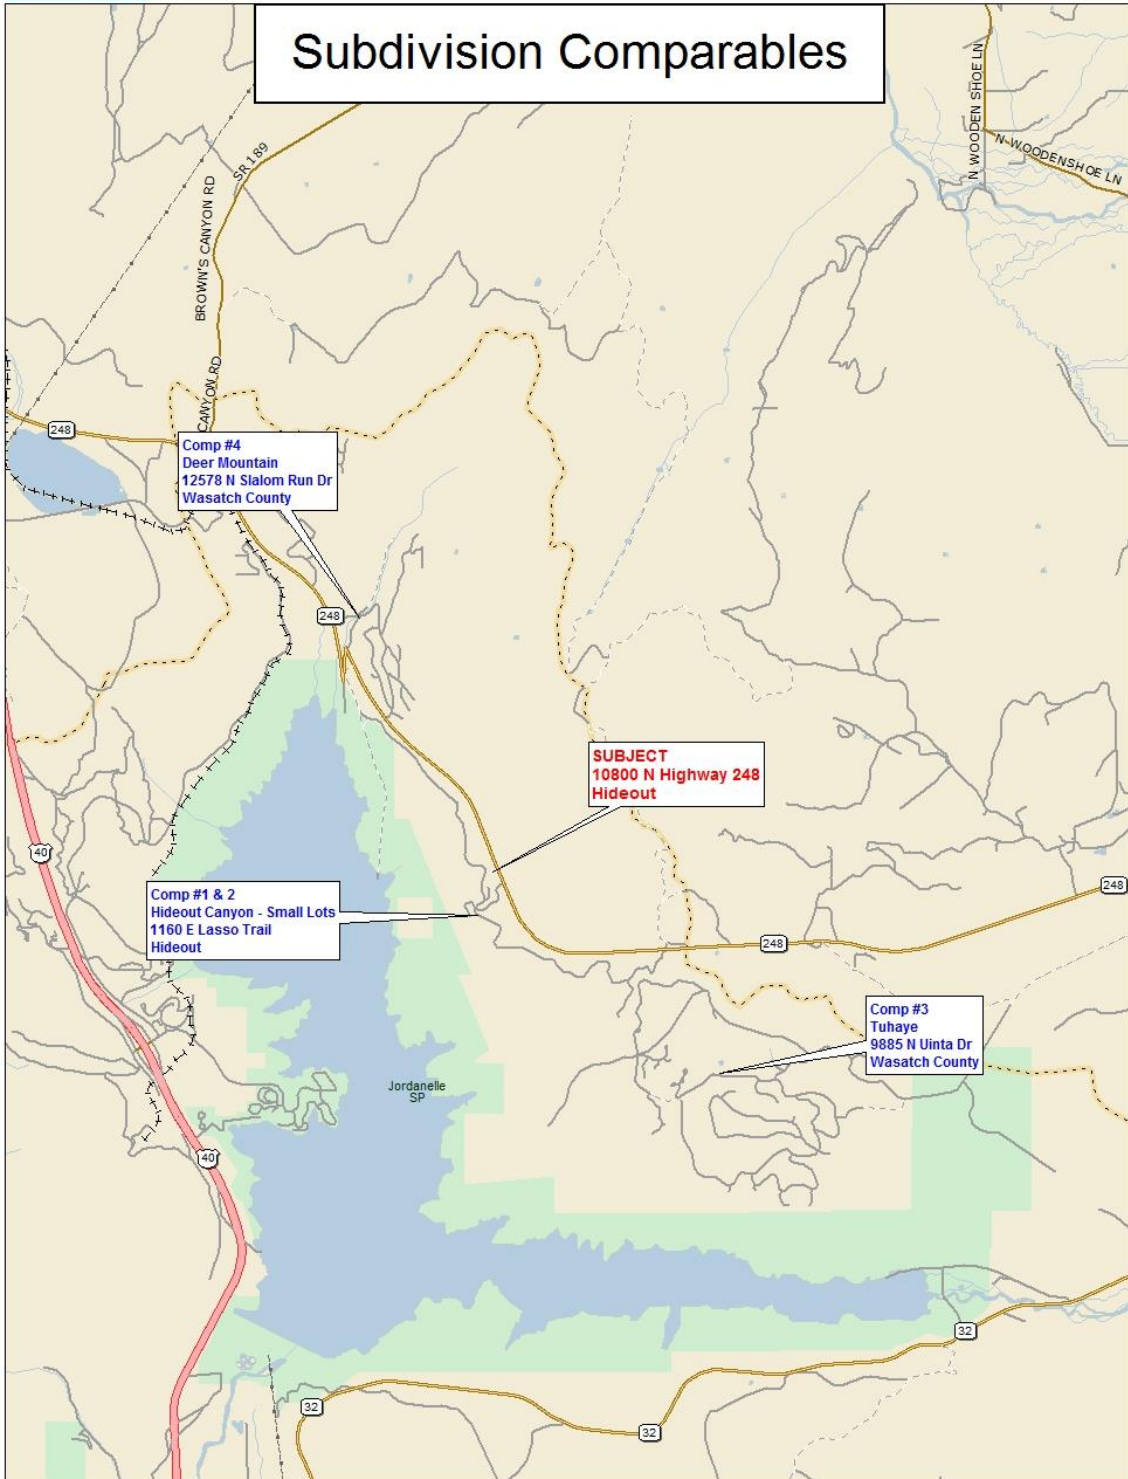 Subdivision Comparables
N WOODEN SHOE LN
N WOODENSHOE LN
SR 189
BROWN'S CANYON RD
CANYON RD
248
Comp #4
Deer Mountain
12578 N Slalom Run Dr
Wasatch County
248
SUBJECT
10800 N Highway 248
Hideout
40
248
Comp #1 & 2
Hideout Canyon - Small Lots
1160 E Lasso Trail
Hideout
248
Comp #3
Tuhaye
9885 N Uinta Dr
Wasatch County
Jordanelle
SP
40
32
32
32